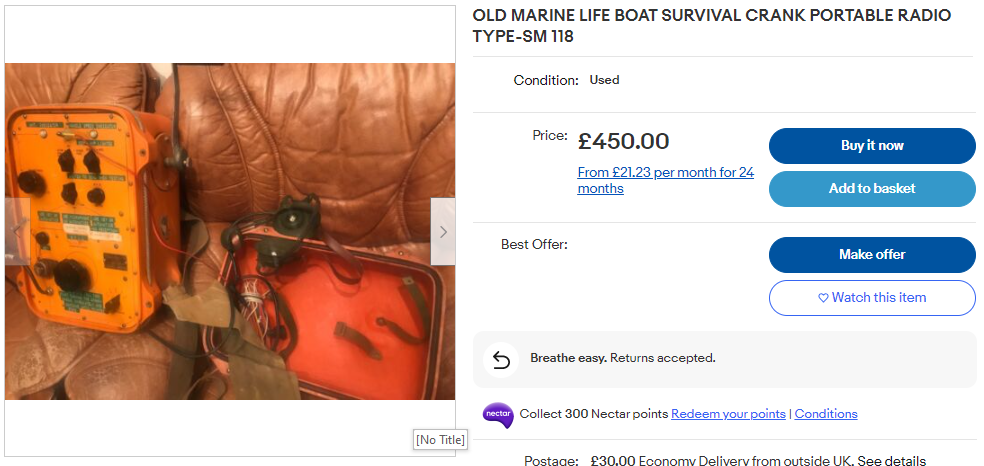 OLD MARINE LIFE BOAT SURVIVAL CRANK PORTABLE RADIO
TYPE-SM 118
Condition: Used
Price: £450.00
From £21.23 per month for 24
months
Buy it now
Add to basket
Best Offer:
Make offer
Watch this item
Breathe easy. Returns accepted.
nectar Collect 300 Nectar points Redeem your points | Conditions
[No Title]
Postage: £30.00 Economy Delivery from outside UK. See details